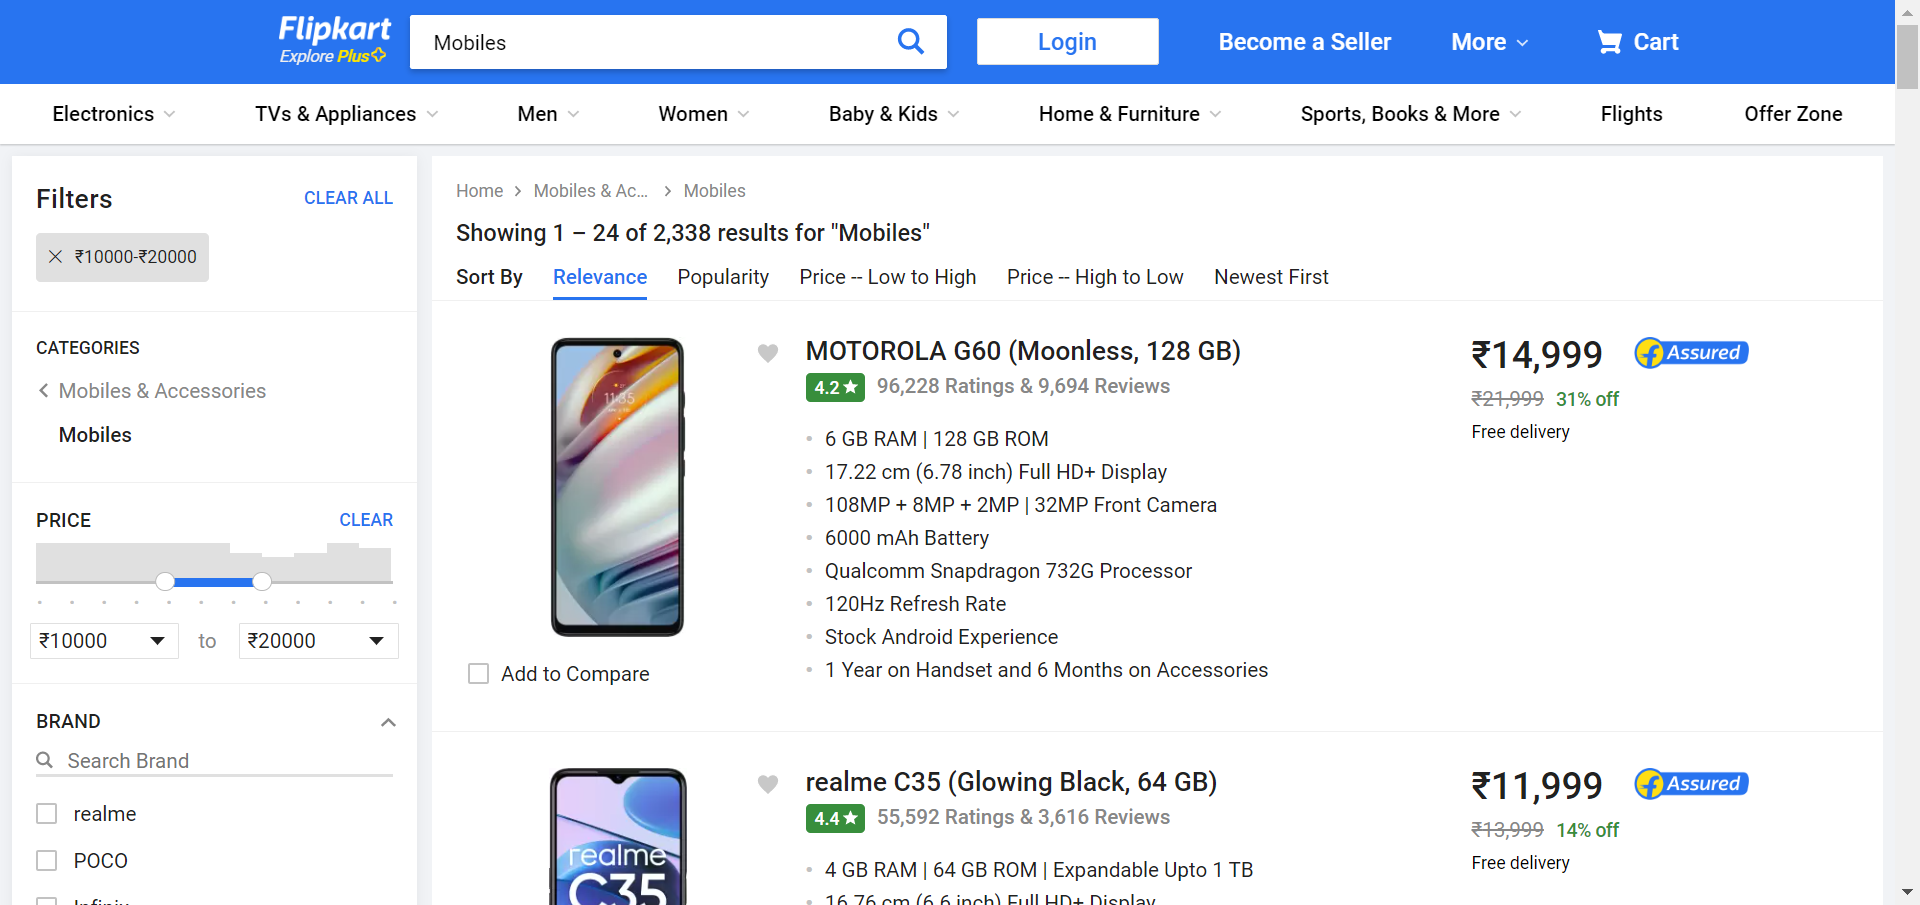 Flipkart
Explore Plus
Mobiles
Login
Become a Seller
More
Cart
Electronics
TVs & Appliances
Men
Women
Baby & Kids
Home & Furniture
Sports, Books & More
Flights
Offer Zone
Filters
CLEAR ALL
₹10000-₹20000
CATEGORIES
Mobiles & Accessories
Mobiles
PRICE
CLEAR
₹10000
to
₹20000
BRAND
Search Brand
realme
POCO
Infinix
Home
Mobiles & Ac...
Mobiles
Showing 1 – 24 of 2,338 results for "Mobiles"
Sort By
Relevance
Popularity
Price -- Low to High
Price -- High to Low
Newest First
11:35
Add to Compare
MOTOROLA G60 (Moonless, 128 GB)
4.2
96,228 Ratings & 9,694 Reviews
6 GB RAM | 128 GB ROM
17.22 cm (6.78 inch) Full HD+ Display
108MP + 8MP + 2MP | 32MP Front Camera
6000 mAh Battery
Qualcomm Snapdragon 732G Processor
120Hz Refresh Rate
Stock Android Experience
1 Year on Handset and 6 Months on Accessories
₹14,999
Assured
₹21,999 31% off
Free delivery
realme
C35
realme C35 (Glowing Black, 64 GB)
4.4
55,592 Ratings & 3,616 Reviews
4 GB RAM | 64 GB ROM | Expandable Upto 1 TB
16.76 cm (6.6 inch) Full HD+ Display
₹11,999
Assured
₹13,999 14% off
Free delivery